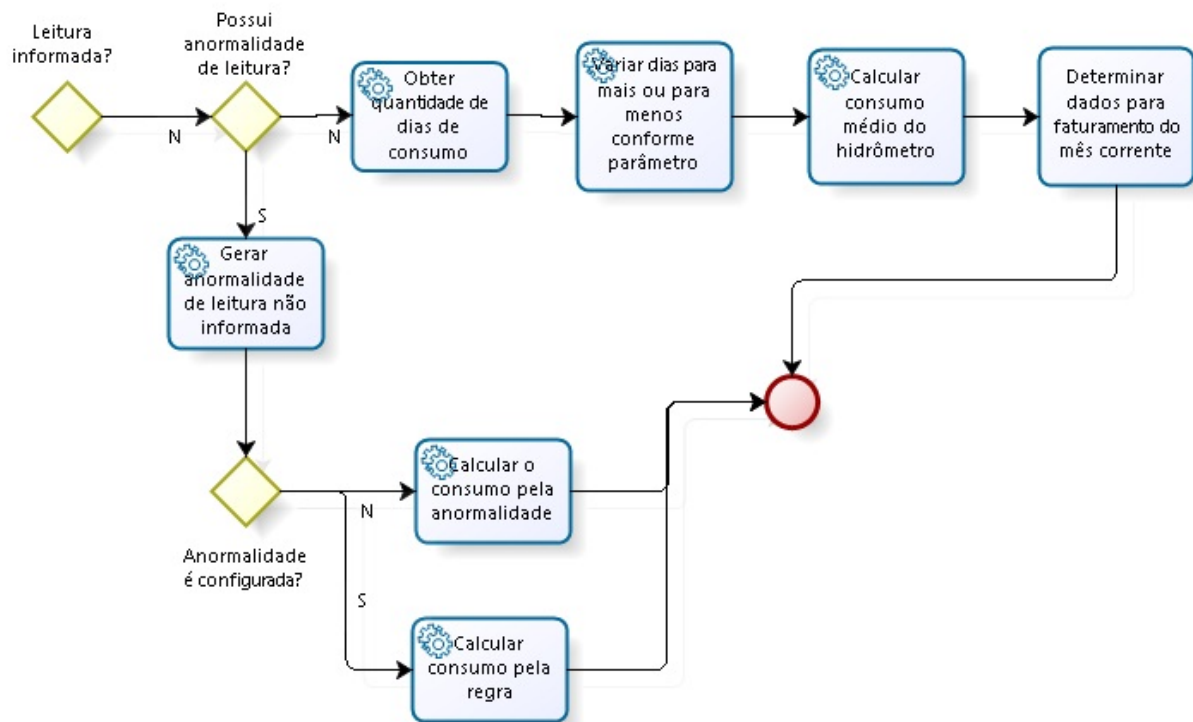 Leitura
informada?
Possui
anormalidade
de leitura?
N
N
Obter
quantidade de
dias de
consumo
Variar dias para
mais ou para
menos
conforme
parâmetro
Calcular
consumo
médio do
hidrômetro
Determinar
dados para
faturamento do
mês corrente
S
Gerar
anormalidade
de leitura não
informada
Anormalidade
é configurada?
N
Calcular o
consumo pela
anormalidade
S
Calcular
consumo pela
regra